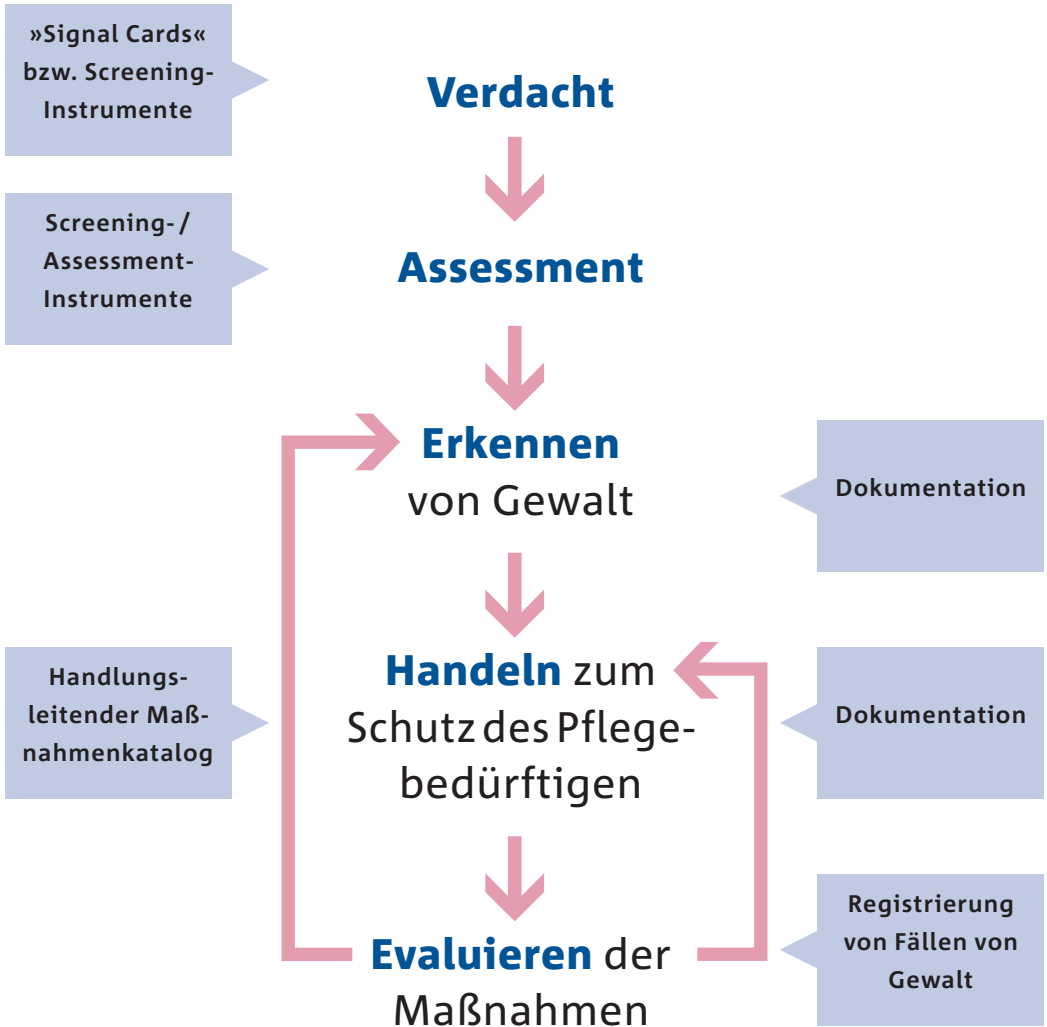 »Signal Cards«
bzw. Screening-
Instrumente
Verdacht
Screening- /
Assessment-
Instrumente
Assessment
Erkennen
von Gewalt
Dokumentation
Handlungs-
leitender Maß-
nahmenkatalog
Handeln zum
Schutz des Pflege-
bedürftigen
Dokumentation
Evaluieren der
Maßnahmen
Registrierung
von Fällen von
Gewalt